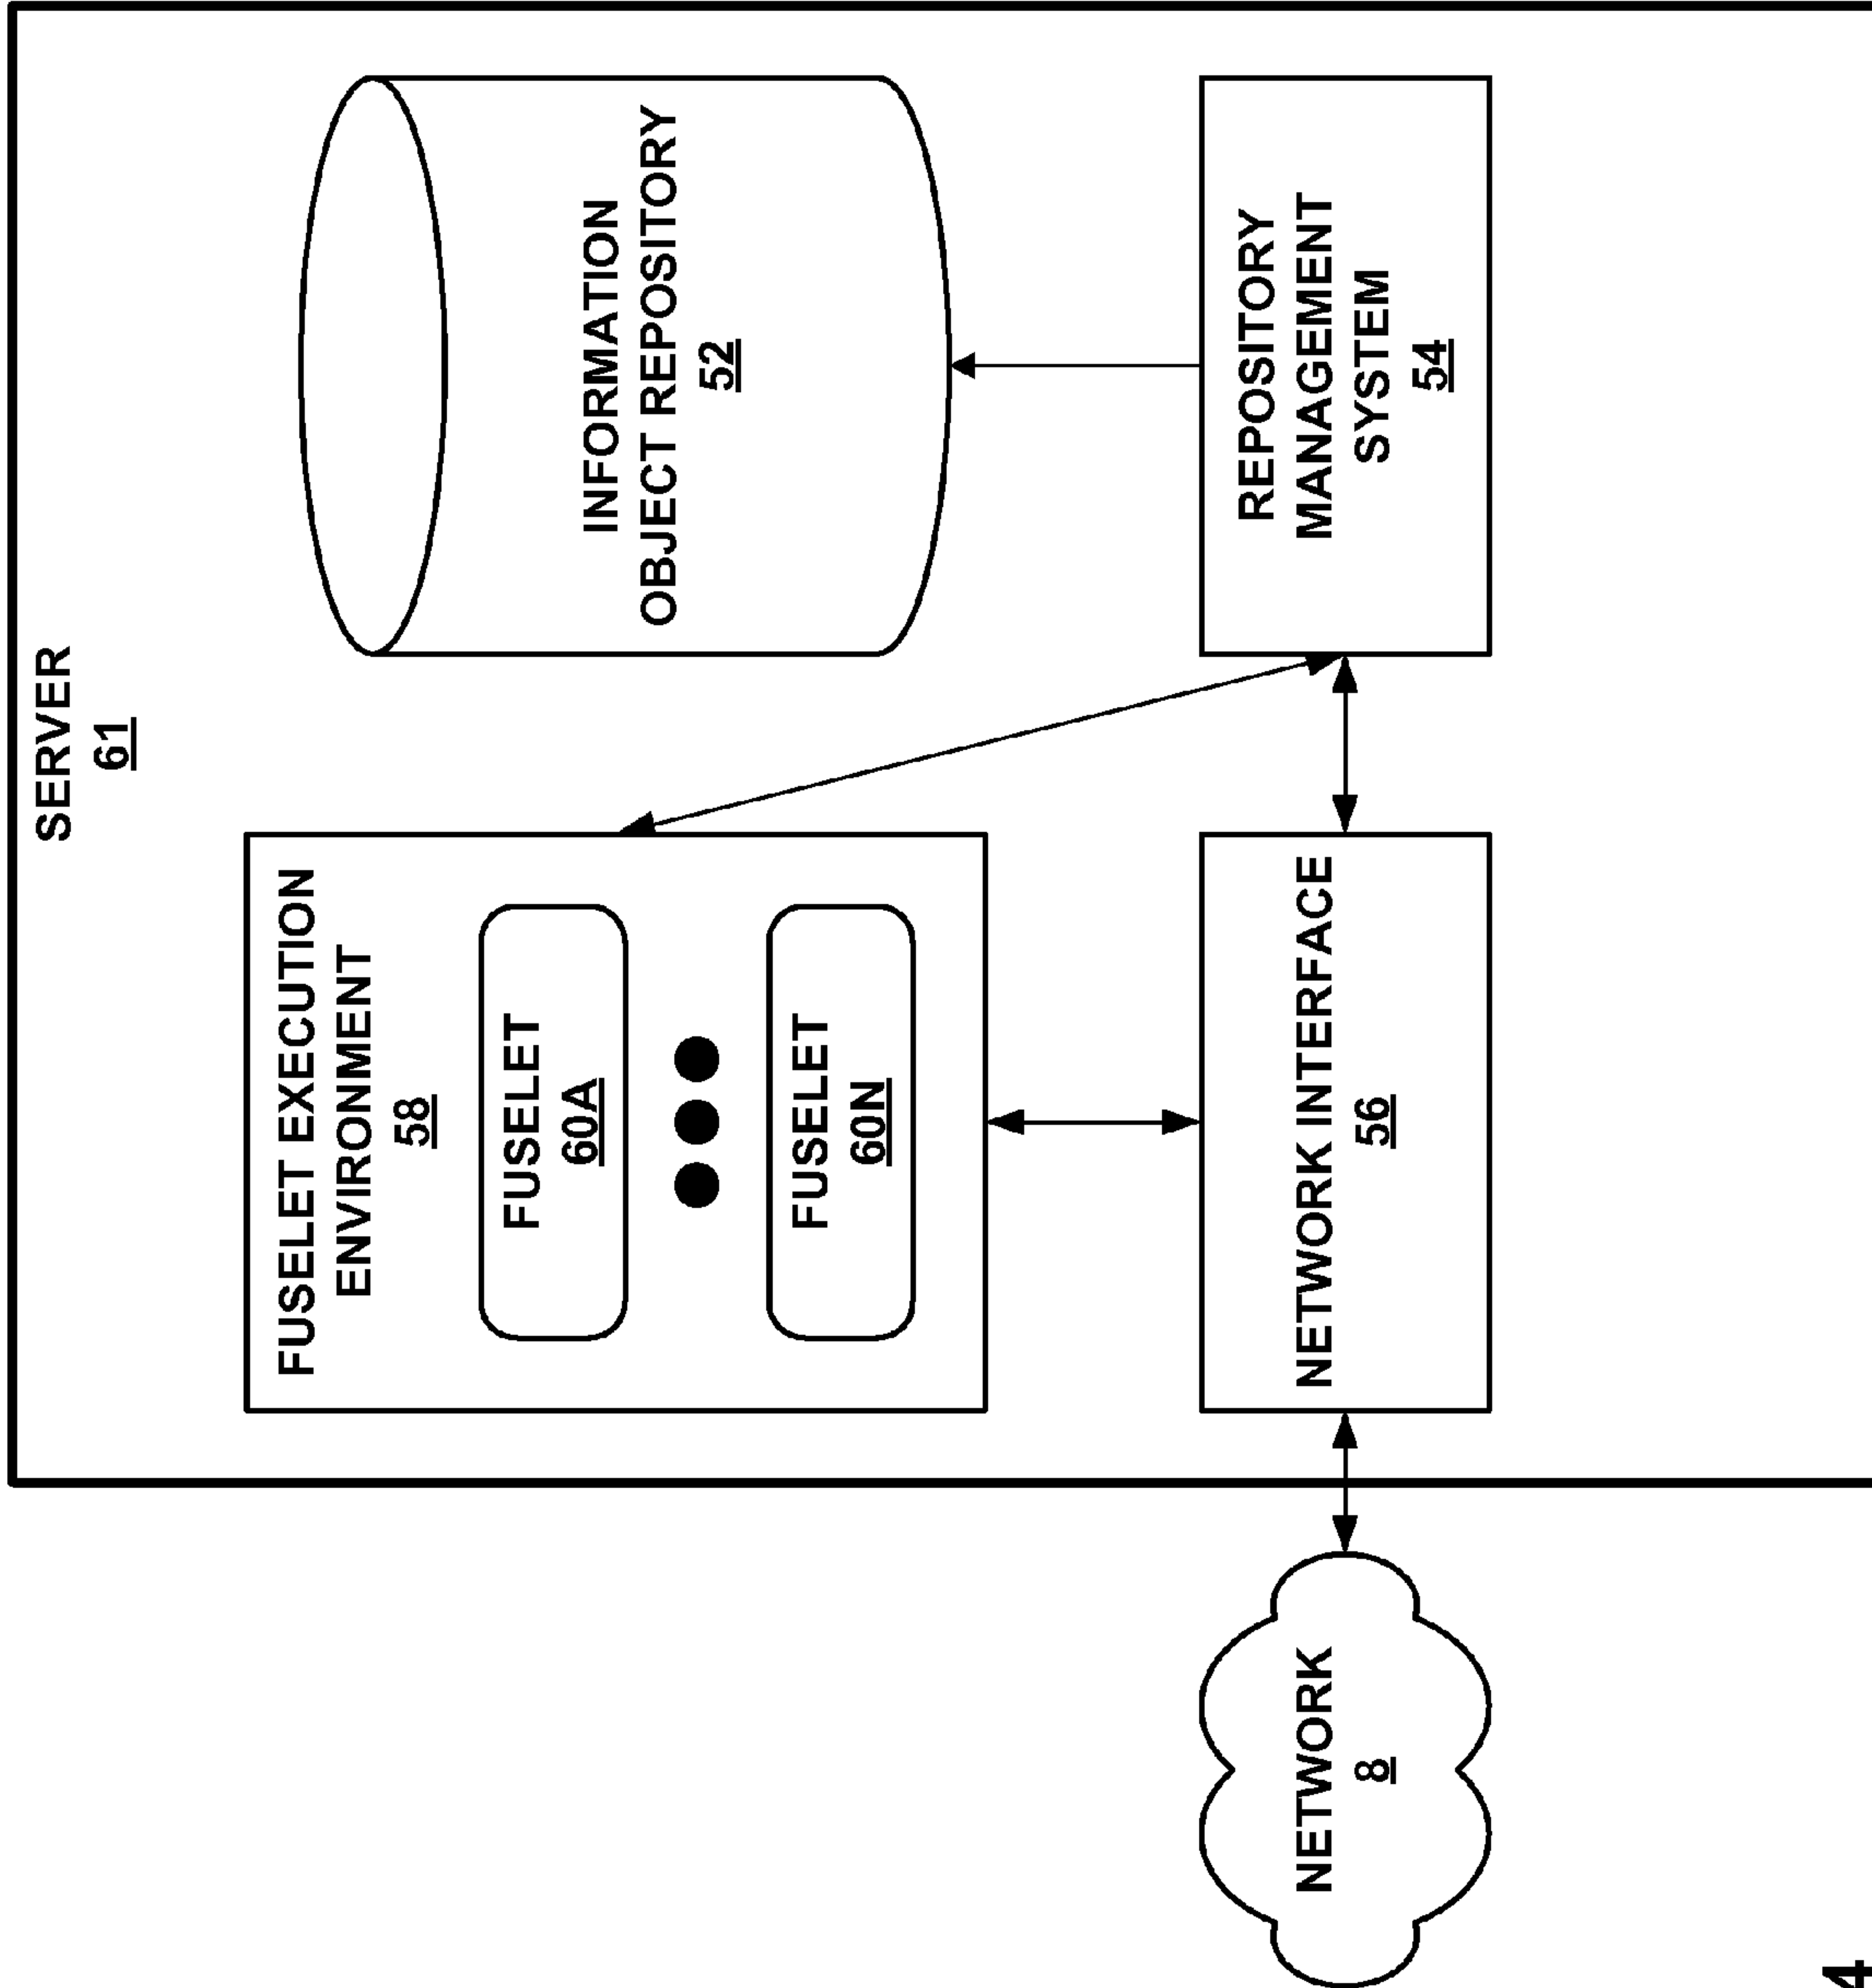 SERVER
61
FUSELET EXECUTION
ENVIRONMENT
58
FUSELET
60A
FUSELET
60N
INFORMATION
OBJECT REPOSITORY
52
NETWORK
8
NETWORK INTERFACE
56
REPOSITORY
MANAGEMENT
SYSTEM
54
4